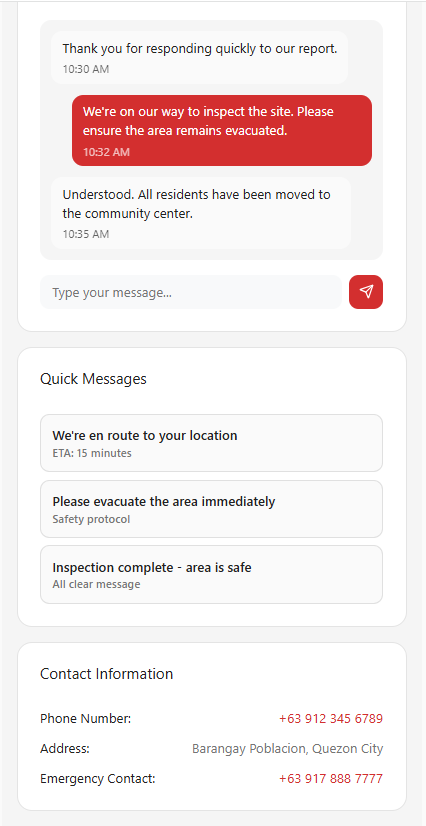 Thank you for responding quickly to our report.
10:30 AM
We're on our way to inspect the site. Please
ensure the area remains evacuated.
10:32 AM
Understood. All residents have been moved to
the community center.
10:35 AM
Type your message...
Quick Messages
We're en route to your location
ETA: 15 minutes
Please evacuate the area immediately
Safety protocol
Inspection complete - area is safe
All clear message
Contact Information
Phone Number: +63 912 345 6789
Address: Barangay Poblacion, Quezon City
Emergency Contact: +63 917 888 7777